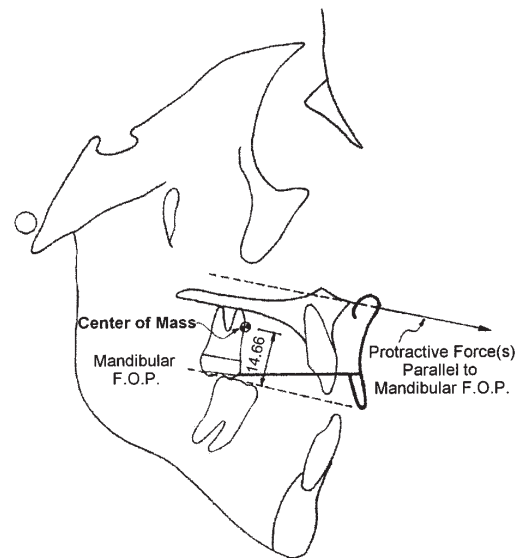 Center of Mass
Mandibular
F.O.P.
14.66
Protractive Force(s)
Parallel to
Mandibular F.O.P.